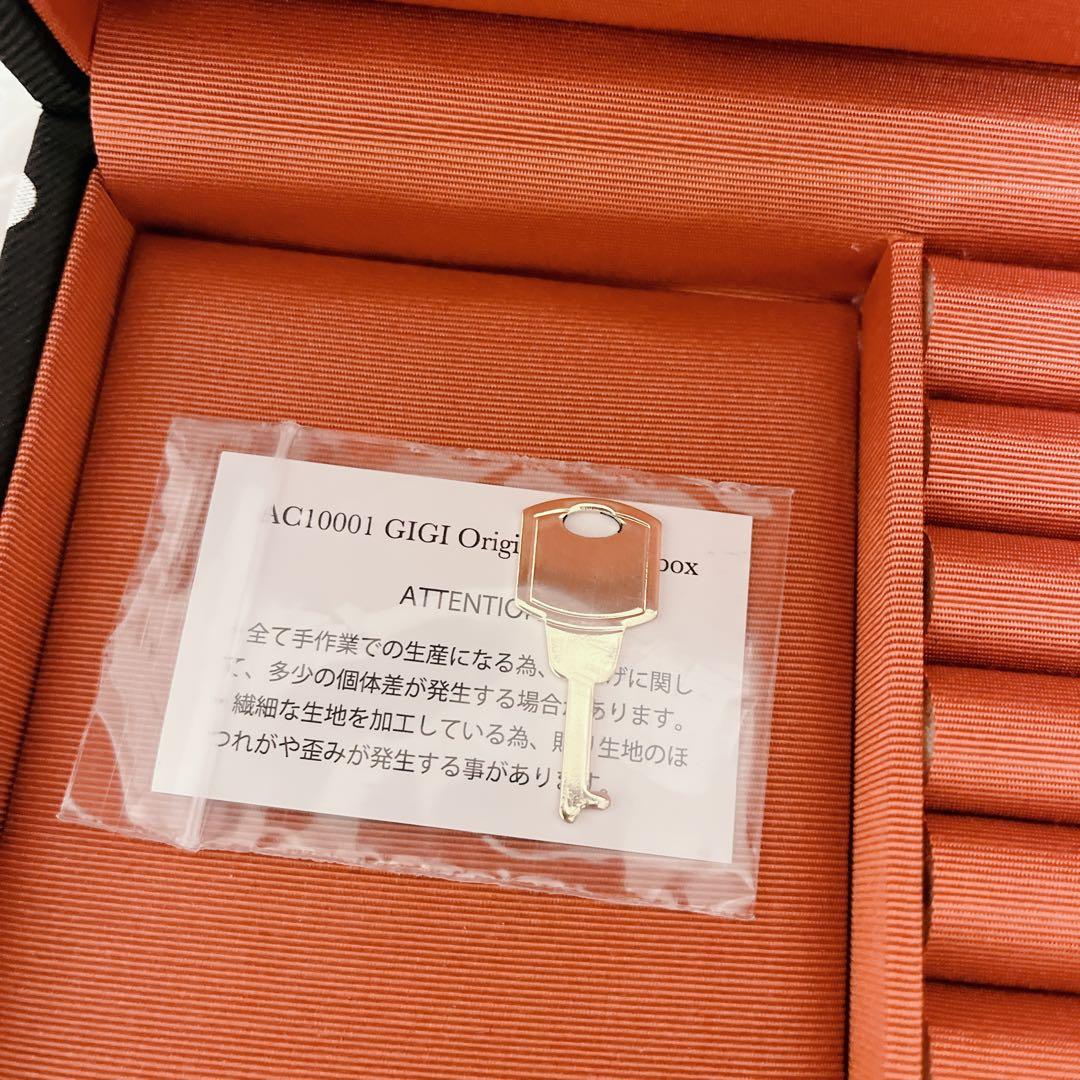 AC10001 GIGI Origi box
ATTENTIO
全て手作業での生産になる為、 げに関し
て、多少の個体差が発生する場合があります。
繊細な生地を加工している為、貼り生地のほ
つれがや歪みが発生する事があります。